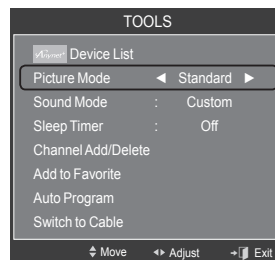 TOOLS
Device List
Picture Mode ◄ Standard ►
Sound Mode : Custom
Sleep Timer : Off
Channel Add/Delete
Add to Favorite
Auto Program
Switch to Cable
Move Adjust Exit